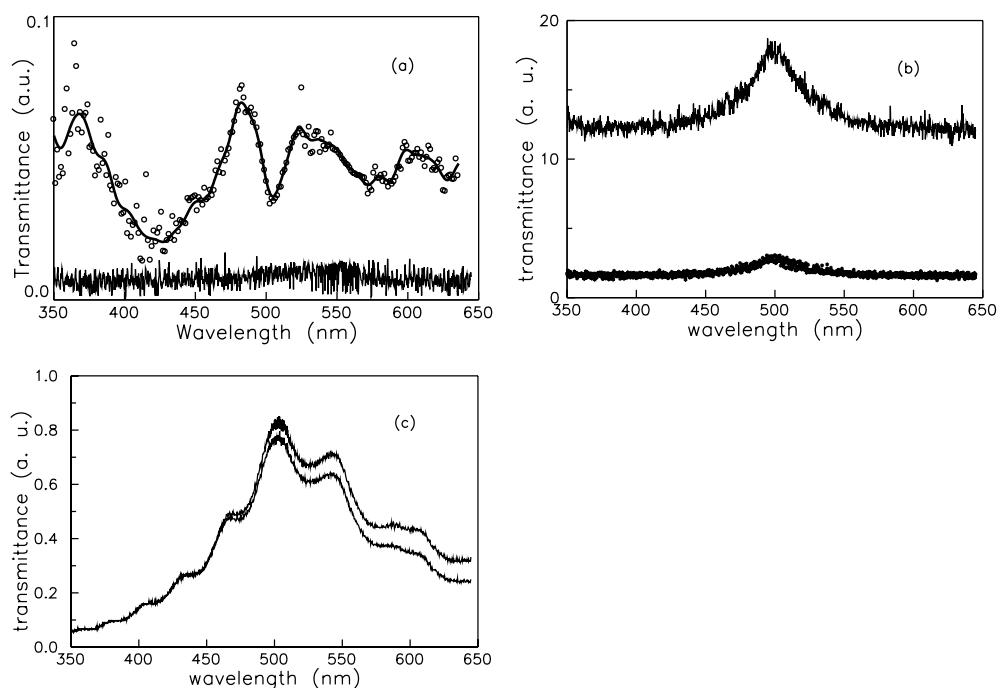 0.1
Transmittance (a.u.)
(a)
0.0
350 400 450 500 550 600 650
Wavelength (nm)
20
transmittance (a. u.)
(b)
10
0
350 400 450 500 550 600 650
wavelength (nm)
1.0
transmittance (a. u.)
(c)
0.8
0.6
0.4
0.2
0.0
350 400 450 500 550 600 650
wavelength (nm)